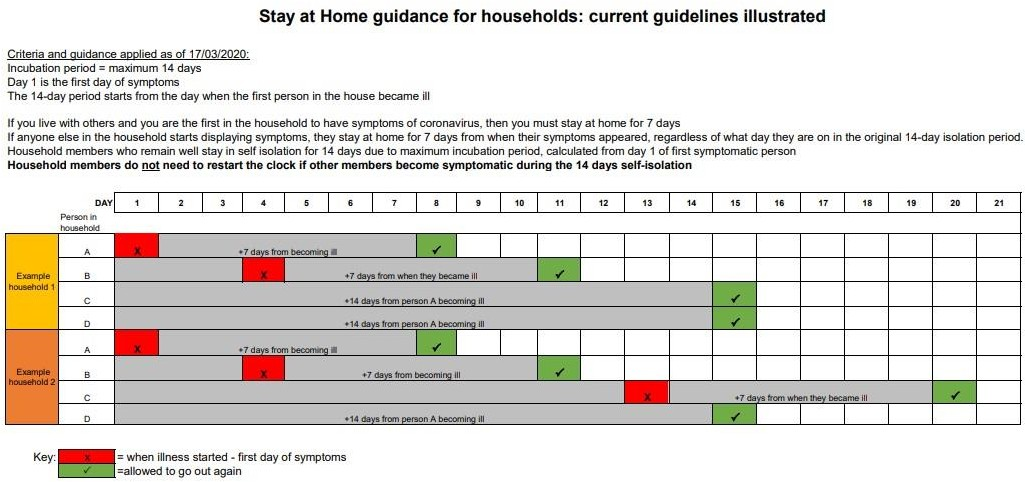 Stay at Home guidance for households: current guidelines illustrated
Criteria and guidance applied as of 17/03/2020:
Incubation period = maximum 14 days
Day 1 is the first day of symptoms
The 14-day period starts from the day when the first person in the house became ill
If you live with others and you are the first in the household to have symptoms of coronavirus, then you must stay at home for 7 days
If anyone else in the household starts displaying symptoms, they stay at home for 7 days from when their symptoms appeared, regardless of what day they are on in the original 14-day isolation period.
Household members who remain well stay in self isolation for 14 days due to maximum incubation period, calculated from day 1 of first symptomatic person
Household members do not need to restart the clock if other members become symptomatic during the 14 days self-isolation
DAY 1 2 3 4 5 6 7 8 9 10 11 12 13 14 15 16 17 18 19 20 21
Person in
household
Example
household 1
A X +7 days from becoming ill ✓
B X +7 days from when they became ill ✓
C +14 days from person A becoming ill ✓
D +14 days from person A becoming ill ✓
Example
household 2
A X +7 days from becoming ill ✓
B X +7 days from becoming ill ✓
C X +7 days from when they became ill ✓
D +14 days from person A becoming ill ✓
Key: X = when illness started - first day of symptoms
✓ =allowed to go out again